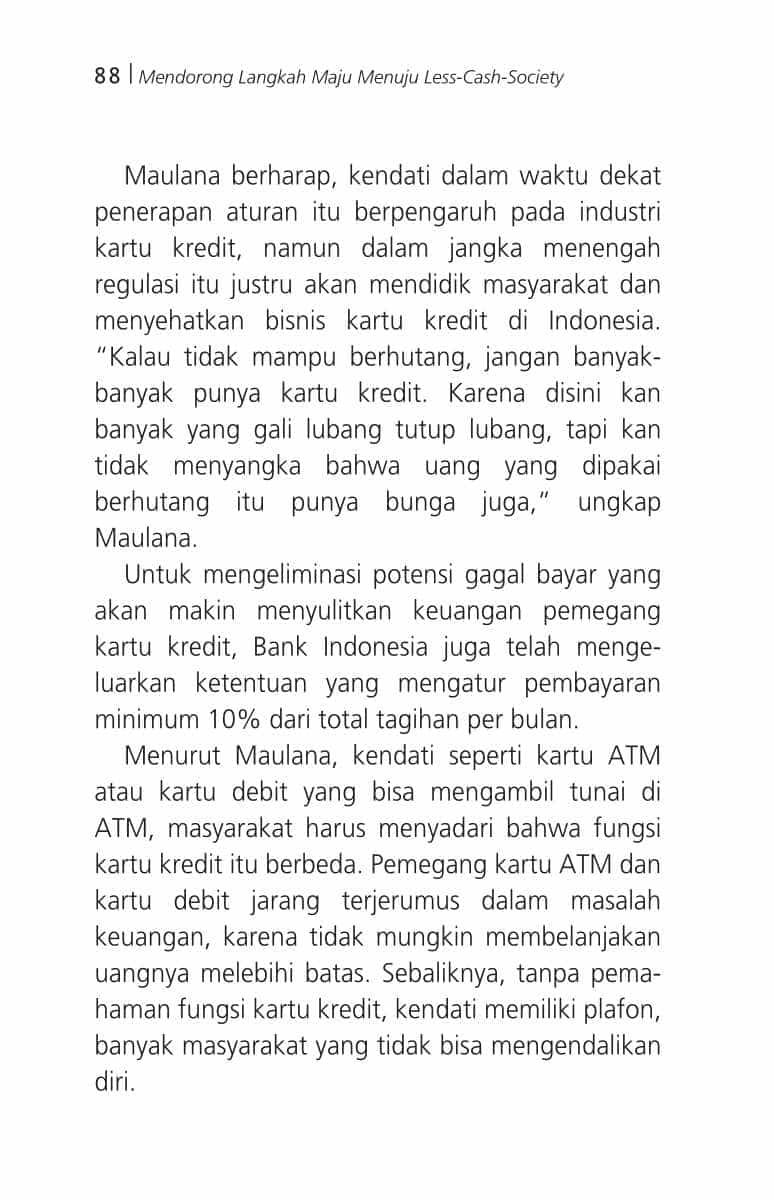 88 | Mendorong Langkah Maju Menuju Less-Cash-Society
Maulana berharap, kendati dalam waktu dekat
penerapan aturan itu berpengaruh pada industri
kartu kredit, namun dalam jangka menengah
regulasi itu justru akan mendidik masyarakat dan
menyehatkan bisnis kartu kredit di Indonesia.
“Kalau tidak mampu berhutang, jangan banyak-
banyak punya kartu kredit. Karena disini kan
banyak yang gali lubang tutup lubang, tapi kan
tidak menyangka bahwa uang yang dipakai
berhutang itu punya bunga juga,” ungkap
Maulana.
Untuk mengeliminasi potensi gagal bayar yang
akan makin menyulitkan keuangan pemegang
kartu kredit, Bank Indonesia juga telah menge-
luarkan ketentuan yang mengatur pembayaran
minimum 10% dari total tagihan per bulan.
Menurut Maulana, kendati seperti kartu ATM
atau kartu debit yang bisa mengambil tunai di
ATM, masyarakat harus menyadari bahwa fungsi
kartu kredit itu berbeda. Pemegang kartu ATM dan
kartu debit jarang terjerumus dalam masalah
keuangan, karena tidak mungkin membelanjakan
uangnya melebihi batas. Sebaliknya, tanpa pema-
haman fungsi kartu kredit, kendati memiliki plafon,
banyak masyarakat yang tidak bisa mengendalikan
diri.